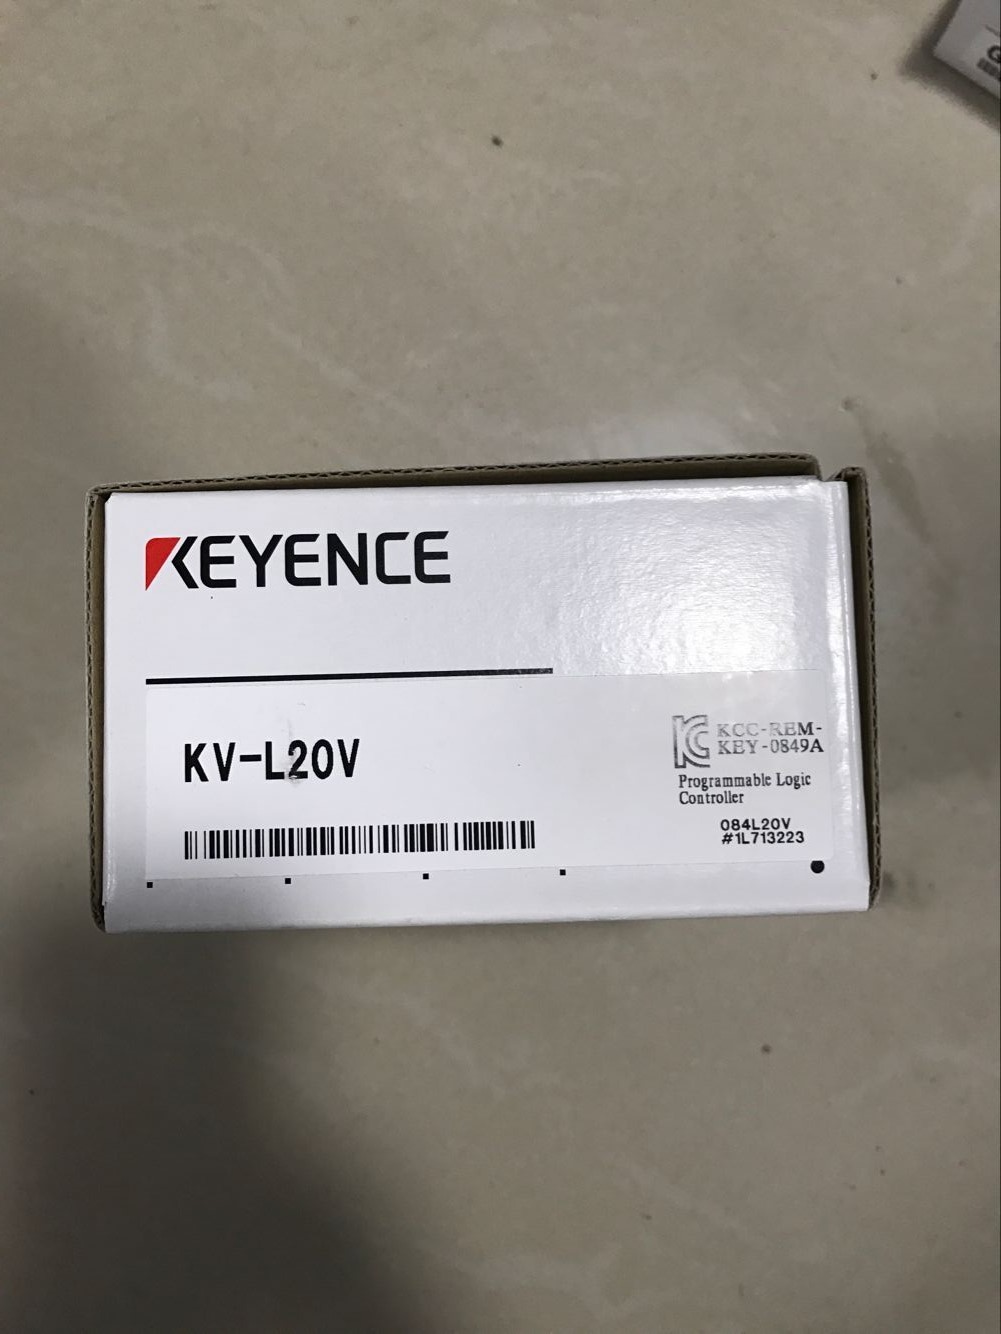 KEYENCE
KV-L20V
KCC-REM-
KEY-0849A
Programmable Logic
Controller
084L20V
#1L713223